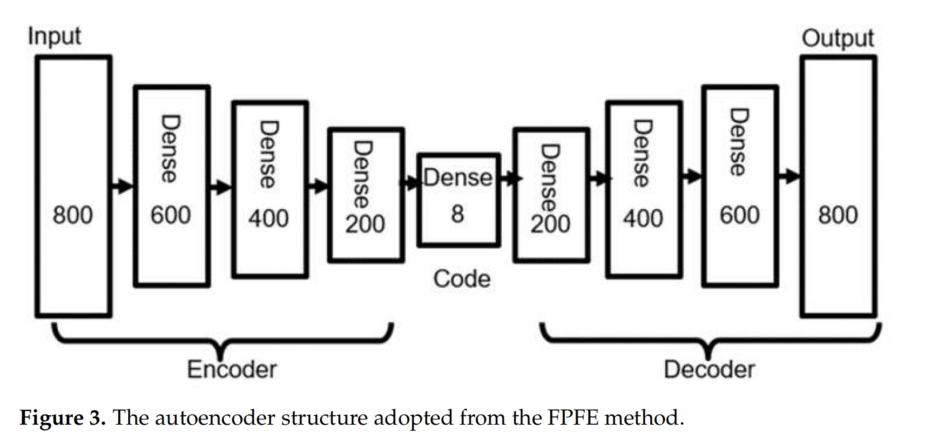 Input
Output
Dense
Dense
Dense
Dense
Dense
Dense
Dense
800
600
400
200
8
200
400
600
800
Code
Encoder
Decoder
Figure 3. The autoencoder structure adopted from the FPFE method.